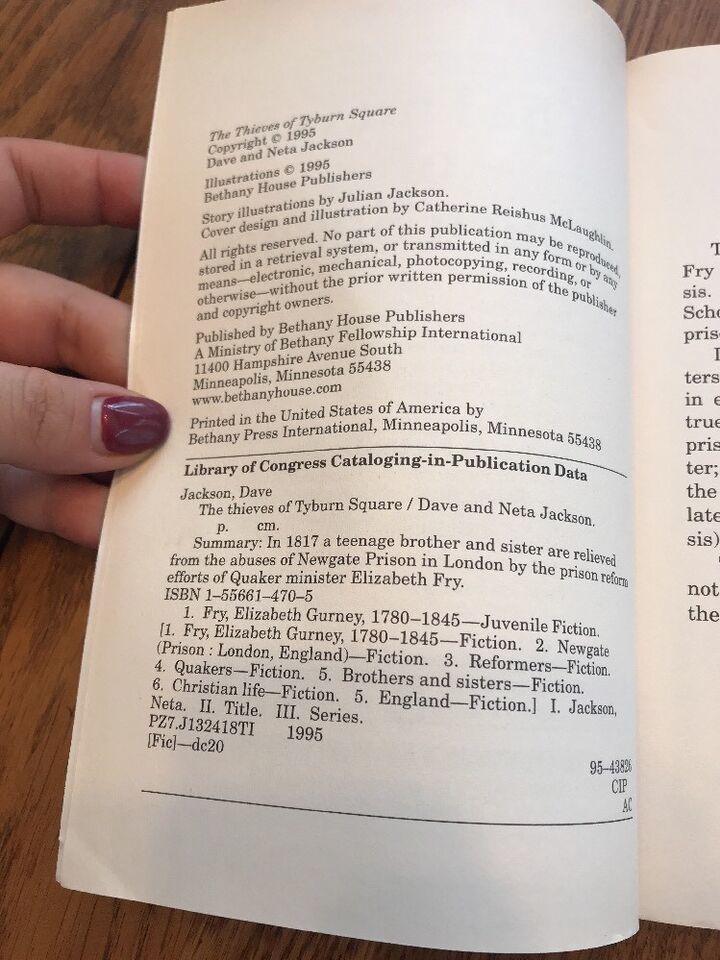 The Thieves of Tyburn Square
Copyright © 1995
Dave and Neta Jackson
Illustrations © 1995
Bethany House Publishers
Story illustrations by Julian Jackson.
Cover design and illustration by Catherine Reishus McLaughlin.
All rights reserved. No part of this publication may be reproduced,
stored in a retrieval system, or transmitted in any form or by any
means—electronic, mechanical, photocopying, recording, or
otherwise—without the prior written permission of the publisher
and copyright owners.
Published by Bethany House Publishers
A Ministry of Bethany Fellowship International
11400 Hampshire Avenue South
Minneapolis, Minnesota 55438
www.bethanyhouse.com
Printed in the United States of America by
Bethany Press International, Minneapolis, Minnesota 55438
Library of Congress Cataloging-in-Publication Data
Jackson, Dave
The thieves of Tyburn Square / Dave and Neta Jackson.
p. cm.
Summary: In 1817 a teenage brother and sister are relieved
from the abuses of Newgate Prison in London by the prison reform
efforts of Quaker minister Elizabeth Fry.
ISBN 1–55661–470–5
1. Fry, Elizabeth Gurney, 1780–1845—Juvenile Fiction.
[1. Fry, Elizabeth Gurney, 1780–1845—Fiction. 2. Newgate
(Prison : London, England)—Fiction. 3. Reformers—Fiction.
4. Quakers—Fiction. 5. Brothers and sisters—Fiction.
6. Christian life—Fiction. 5. England—Fiction.] I. Jackson,
Neta. II. Title. III. Series.
PZ7.J132418TI 1995
[Fic]—dc20
95–43826
CIP
AC
T
Fry
sis.
Scho
pris
I
ters
in e
true
pris
ter;
the
late
sis)
not
the